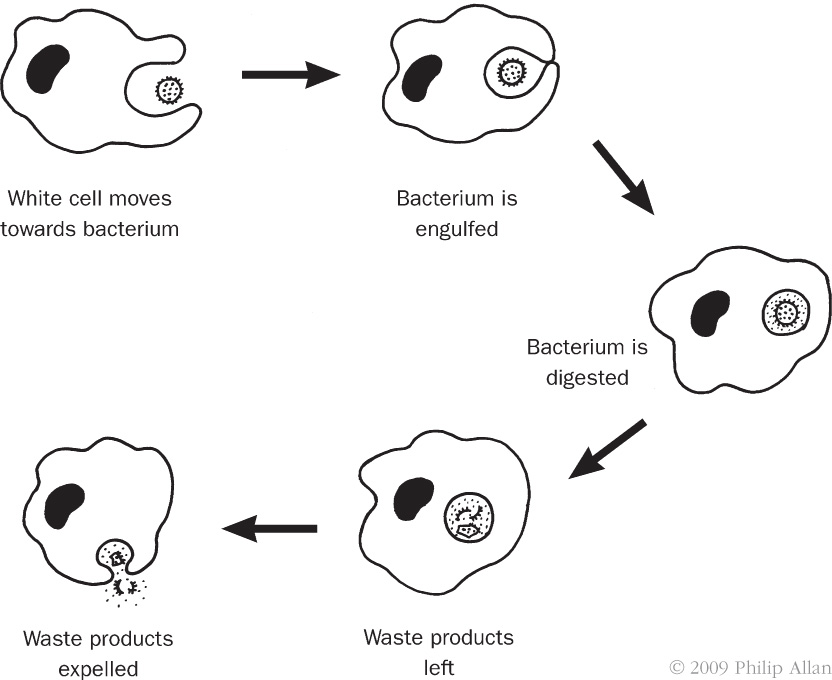 White cell moves
towards bacterium
Bacterium is
engulfed
Bacterium is
digested
Waste products
left
Waste products
expelled
© 2009 Philip Allan